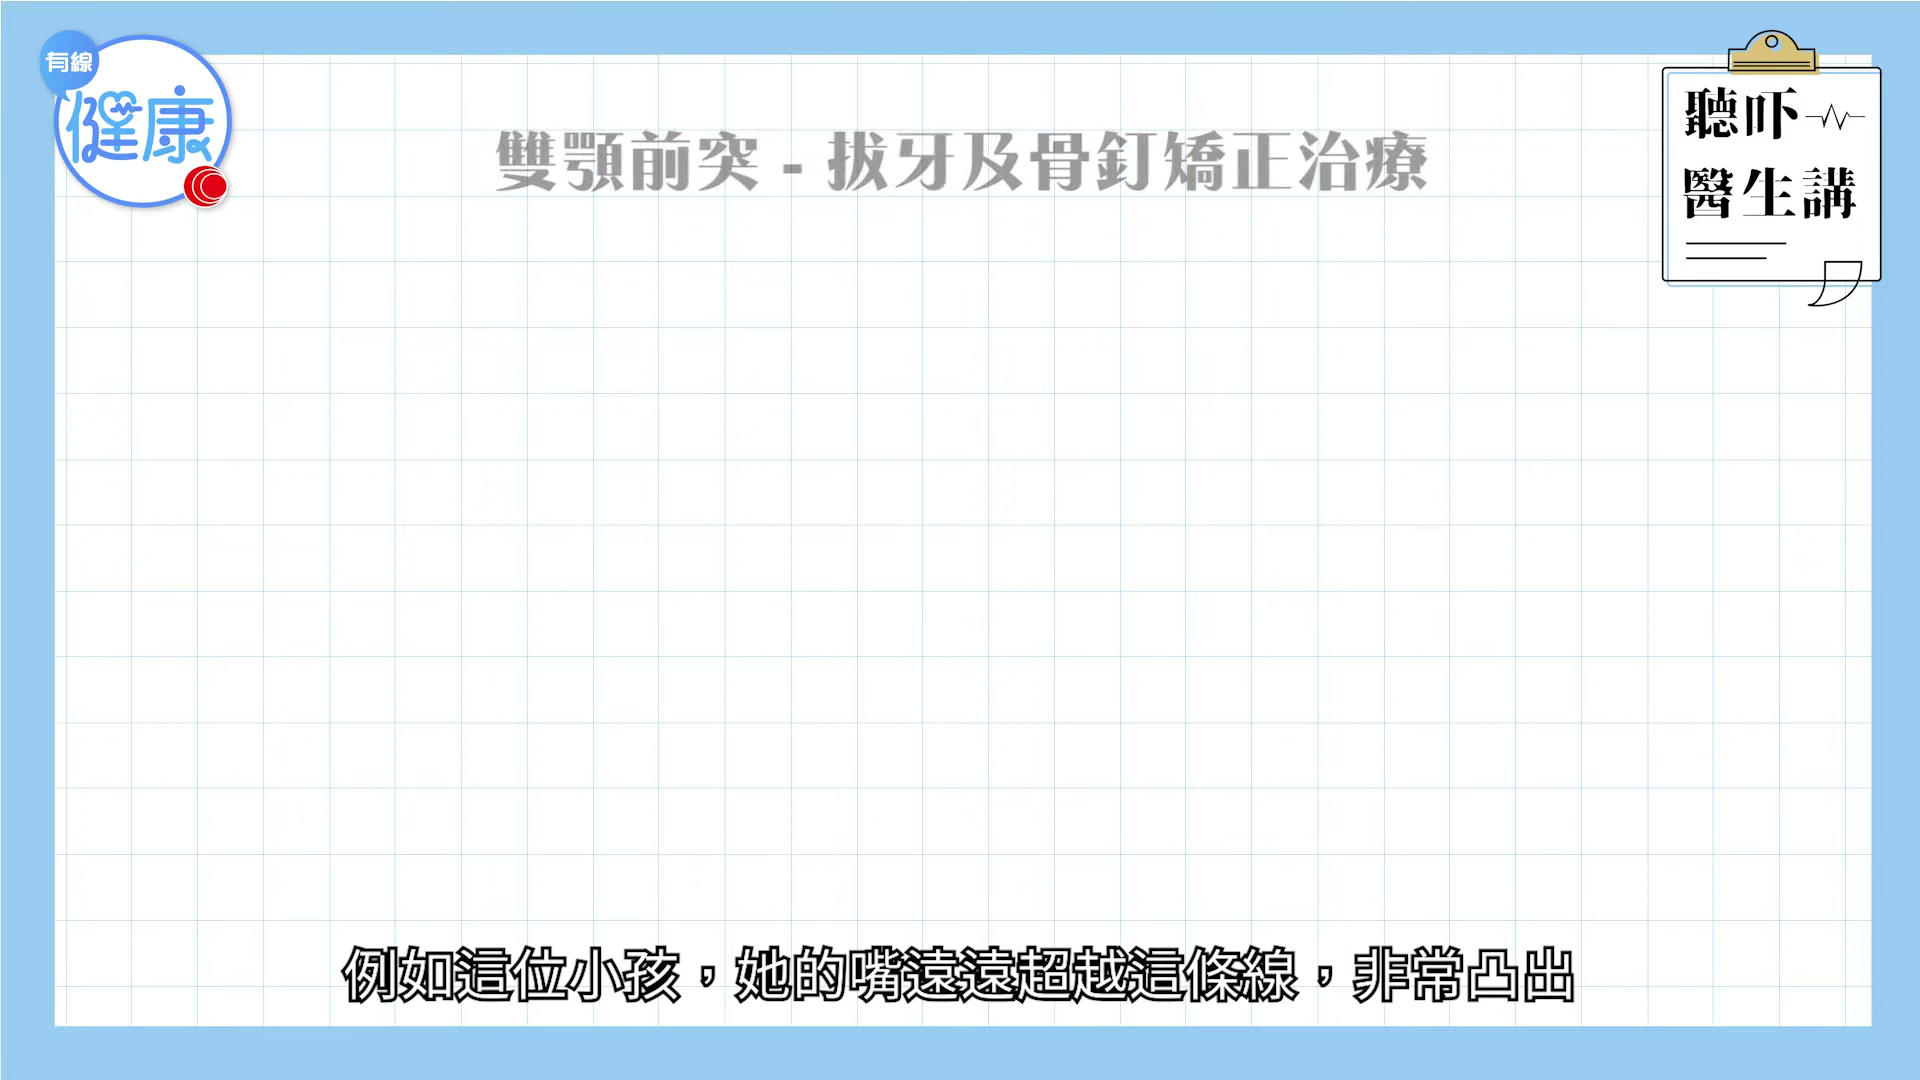 有線
健康
雙顎前突 - 拔牙及骨釘矯正治療
聽吓
醫生講
例如這位小孩，她的嘴遠遠超越這條線，非常凸出